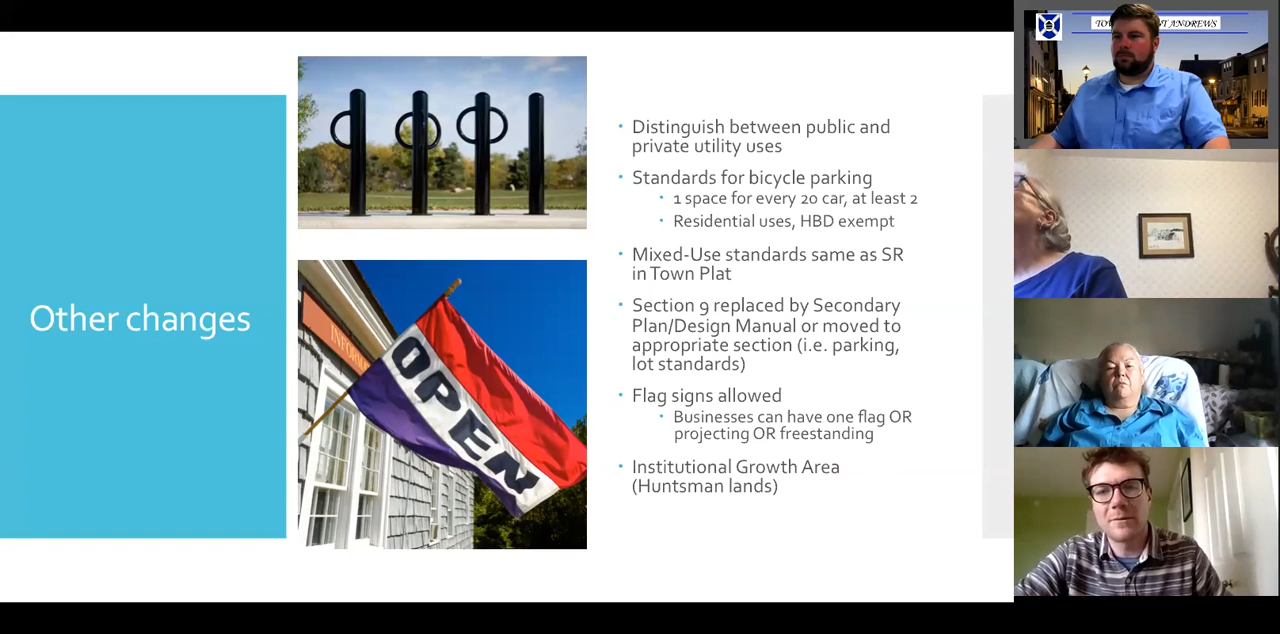 Other changes
INFORM
OPEN
• Distinguish between public and
private utility uses
• Standards for bicycle parking
• 1 space for every 20 car, at least 2
• Residential uses, HBD exempt
• Mixed-Use standards same as SR
in Town Plat
• Section 9 replaced by Secondary
Plan/Design Manual or moved to
appropriate section (i.e. parking,
lot standards)
• Flag signs allowed
• Businesses can have one flag OR
projecting OR freestanding
• Institutional Growth Area
(Huntsman lands)
ANDREWS